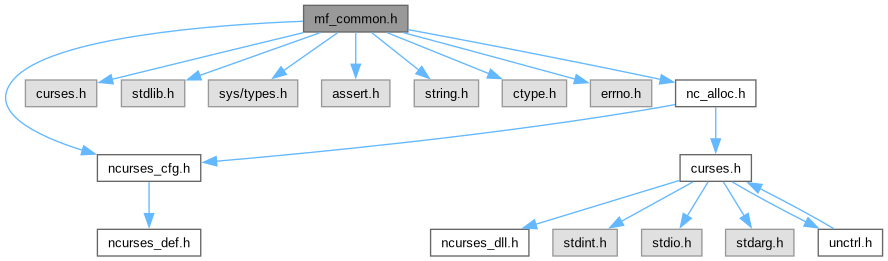 mf_common.h
curses.h
stdlib.h
sys/types.h
assert.h
string.h
ctype.h
errno.h
nc_alloc.h
ncurses_cfg.h
curses.h
ncurses_def.h
ncurses_dll.h
stdint.h
stdio.h
stdarg.h
unctrl.h